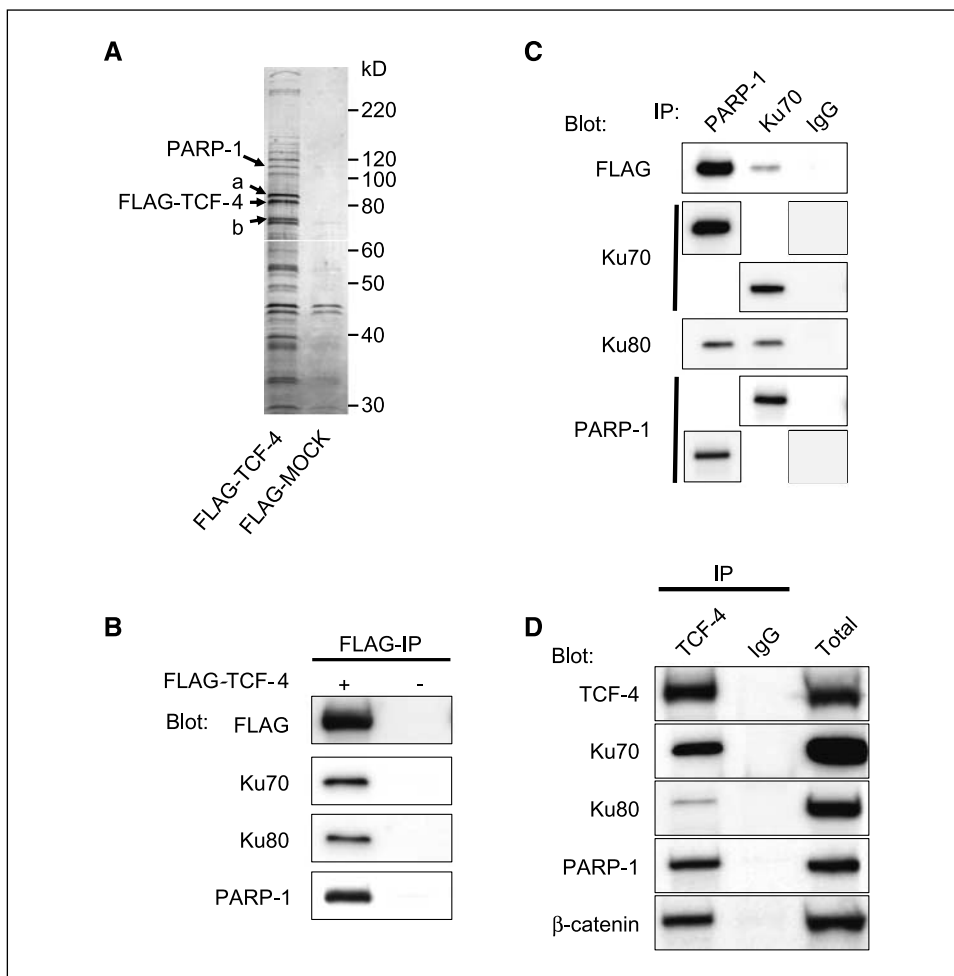 A
kD
220
PARP-1
120
100
a
FLAG-TCF-4
80
b
60
50
40
30
FLAG-TCF-4
FLAG-MOCK
B
FLAG-IP
FLAG-TCF-4 + -
Blot: FLAG
Ku70
Ku80
PARP-1
C
IP: PARP-1 Ku70 IgG
Blot:
FLAG
Ku70
Ku80
PARP-1
D
IP
TCF-4 IgG Total
Blot:
TCF-4
Ku70
Ku80
PARP-1
β-catenin